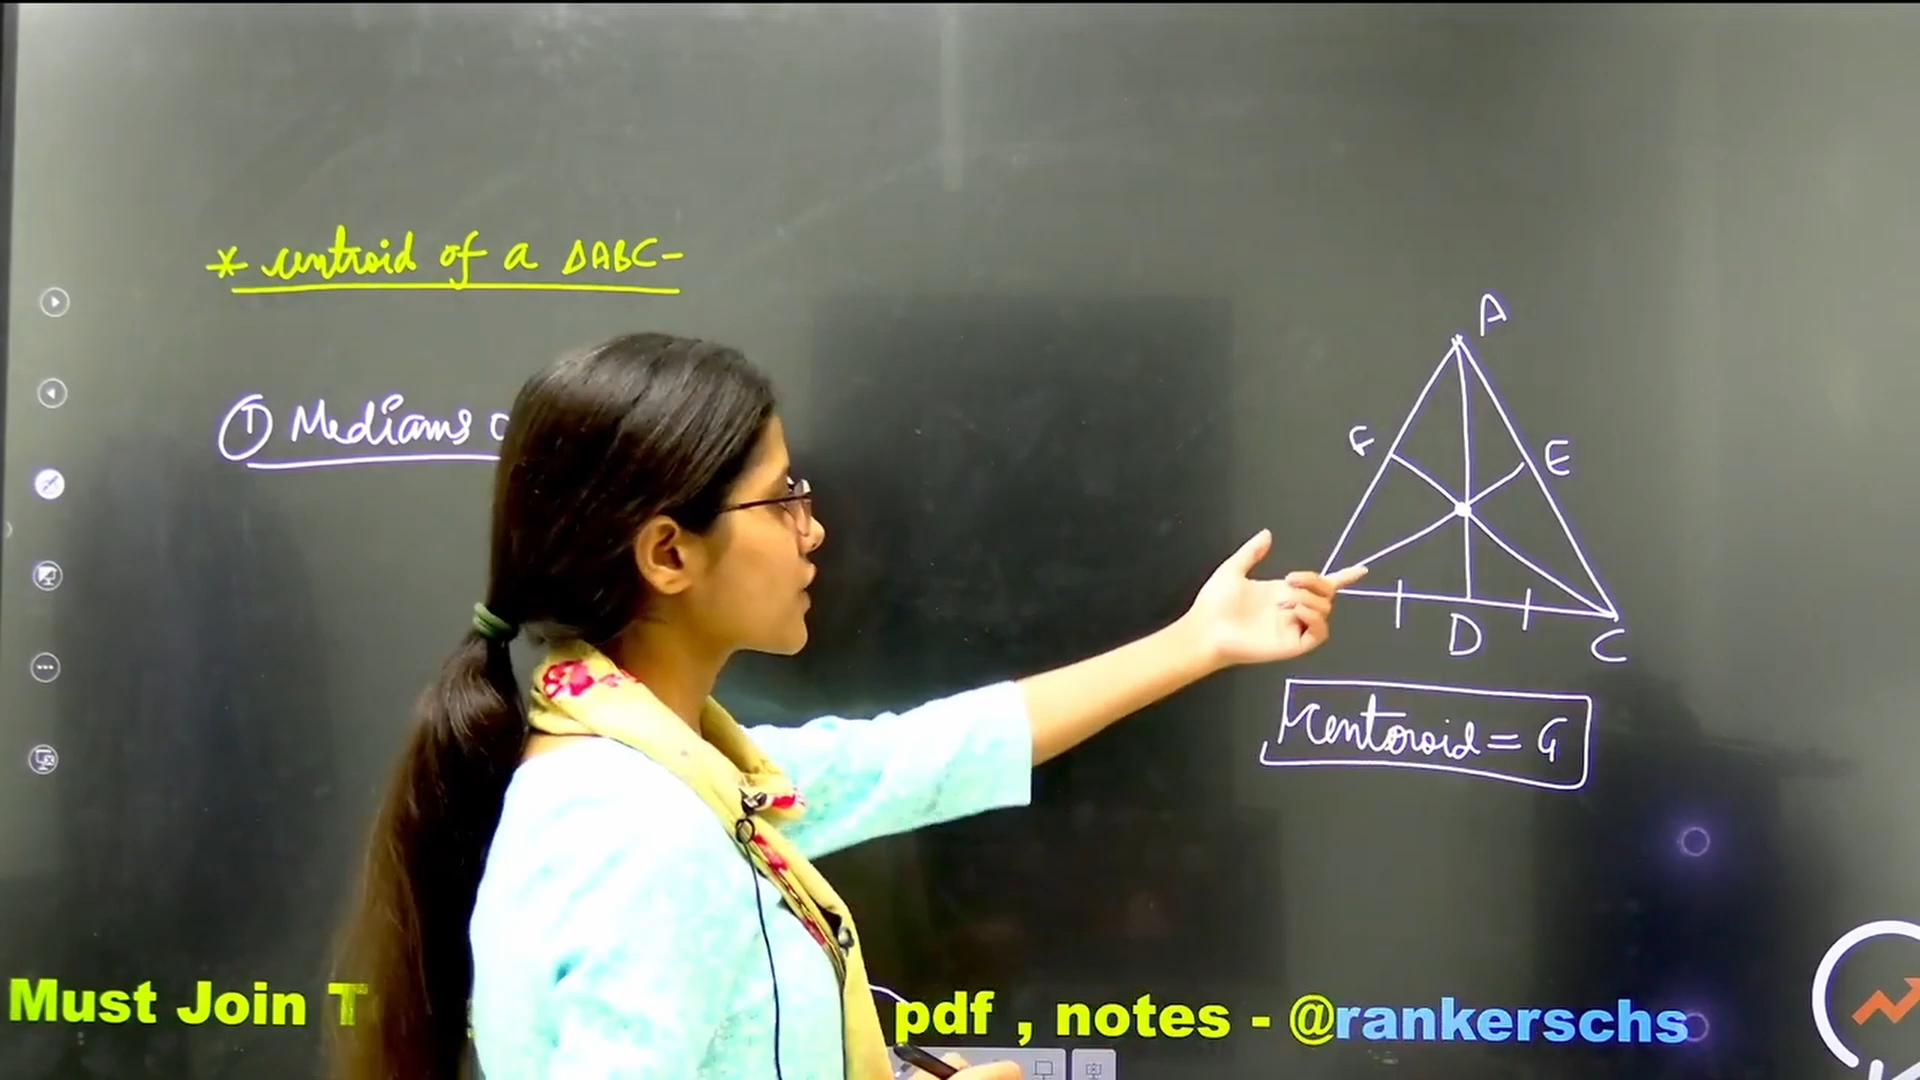 * centroid of a ΔABC-
① Medians
A
F
E
D
C
centoroid = G
Must Join T
pdf , notes - @rankerschs